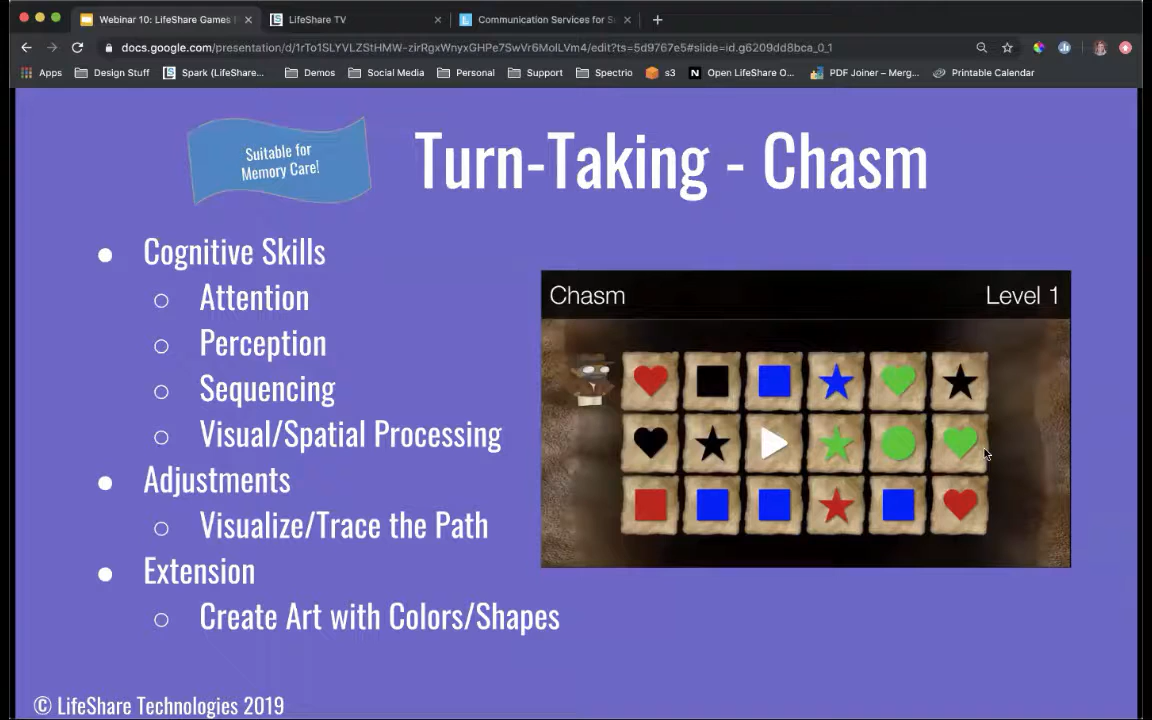 Webinar 10: LifeShare Games
LifeShare TV
Communication Services for S
docs.google.com/presentation/d/1rTo1SLYVLZStHMW-zirRgxWnyxGHPe7SwVr6MolLVm4/edit?ts=5d9767e5#slide=id.g6209dd8bca_0_1
Apps
Design Stuff
Spark (LifeShare...
Demos
Social Media
Personal
Support
Spectrio
s3
Open LifeShare O...
PDF Joiner – Merg...
Printable Calendar
Suitable for
Memory Care!
Turn-Taking - Chasm
Cognitive Skills
Attention
Perception
Sequencing
Visual/Spatial Processing
Adjustments
Visualize/Trace the Path
Extension
Create Art with Colors/Shapes
Chasm
Level 1
© LifeShare Technologies 2019